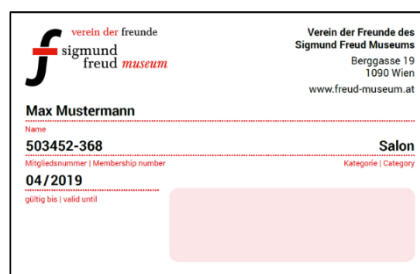 verein der freunde
sigmund
freud museum
Verein der Freunde des
Sigmund Freud Museums
Berggasse 19
1090 Wien
www.freud-museum.at
Max Mustermann
Name
503452-368 Salon
Mitgliedsnummer | Membership number Kategorie | Category
04/2019
gültig bis | valid until